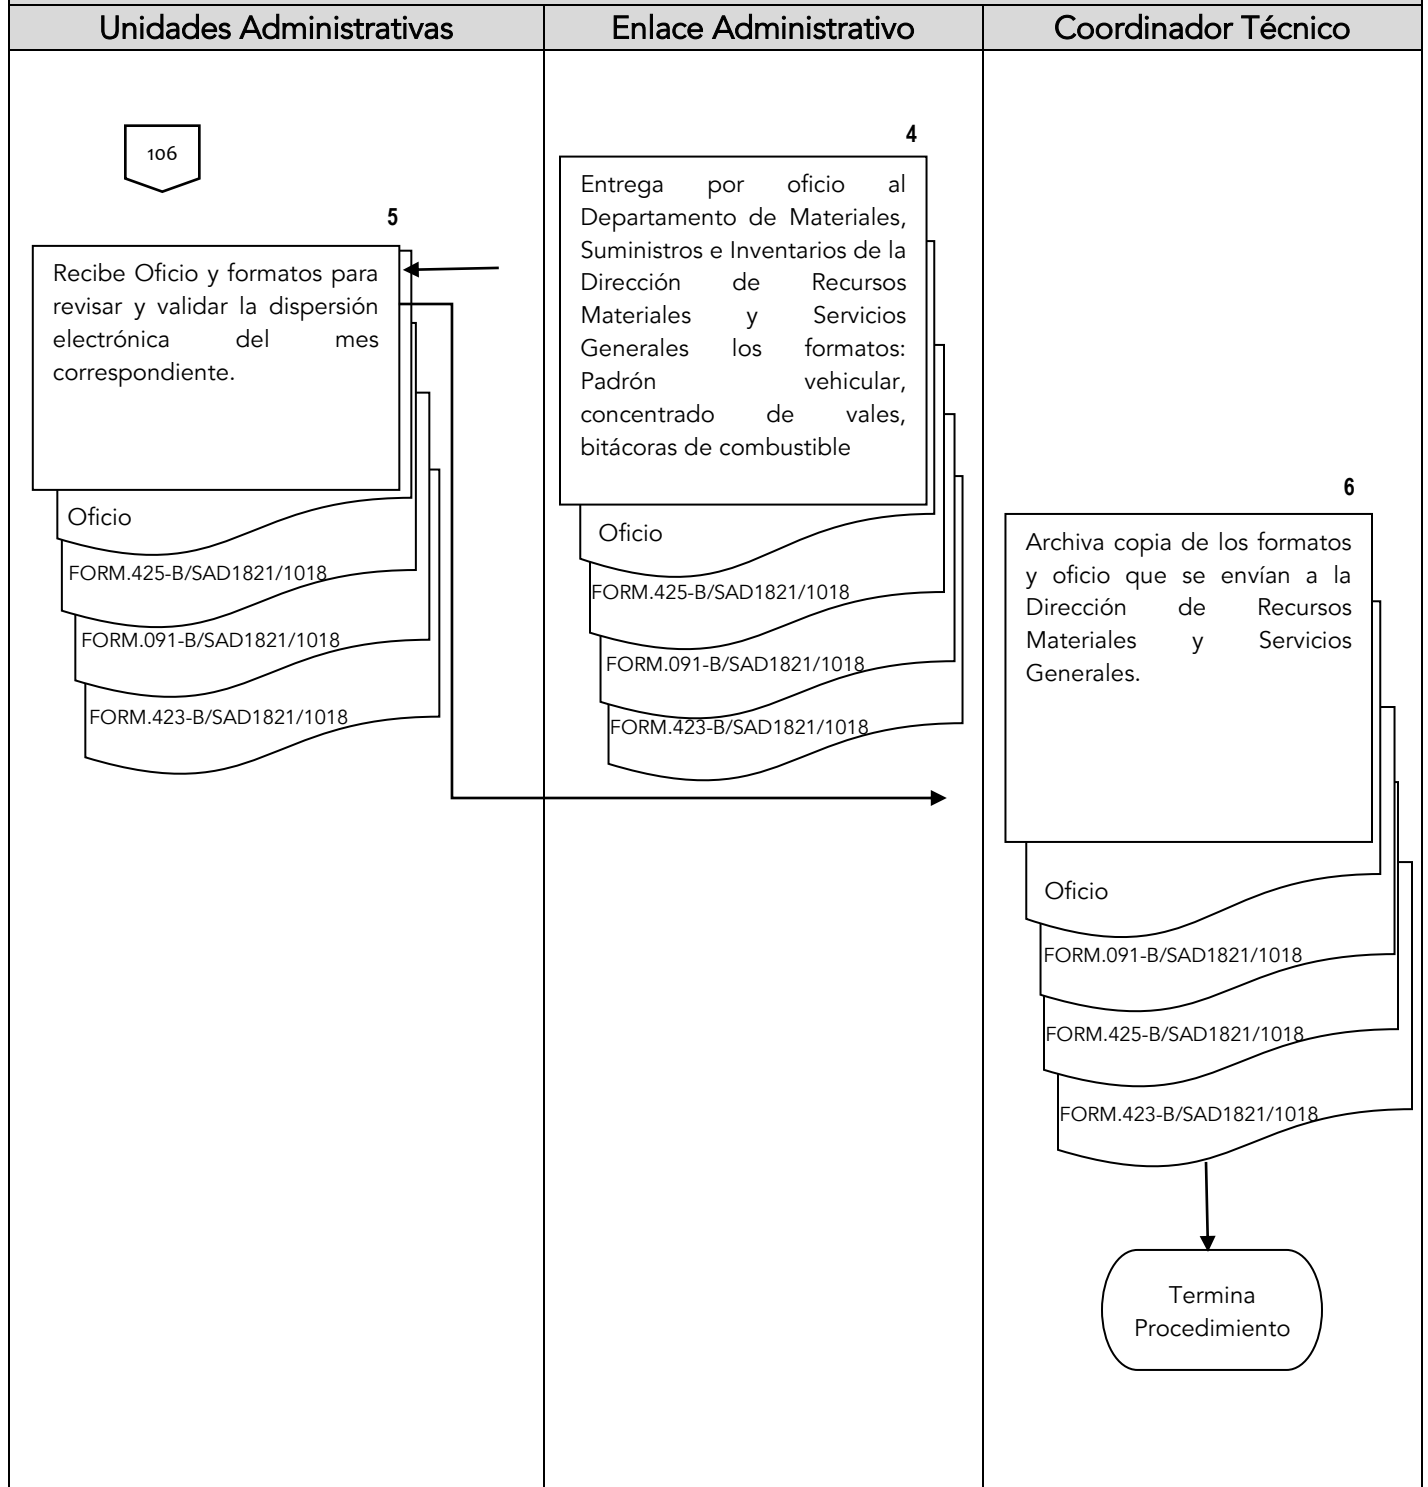 Unidades Administrativas
Enlace Administrativo
Coordinador Técnico
106
5
Recibe Oficio y formatos para
revisar y validar la dispersión
electrónica del mes
correspondiente.
Oficio
FORM.425-B/SAD1821/1018
FORM.091-B/SAD1821/1018
FORM.423-B/SAD1821/1018
4
Entrega por oficio al
Departamento de Materiales,
Suministros e Inventarios de la
Dirección de Recursos
Materiales y Servicios
Generales los formatos:
Padrón vehicular,
concentrado de vales,
bitácoras de combustible
Oficio
FORM.425-B/SAD1821/1018
FORM.091-B/SAD1821/1018
FORM.423-B/SAD1821/1018
6
Archiva copia de los formatos
y oficio que se envían a la
Dirección de Recursos
Materiales y Servicios
Generales.
Oficio
FORM.091-B/SAD1821/1018
FORM.425-B/SAD1821/1018
FORM.423-B/SAD1821/1018
Termina
Procedimiento